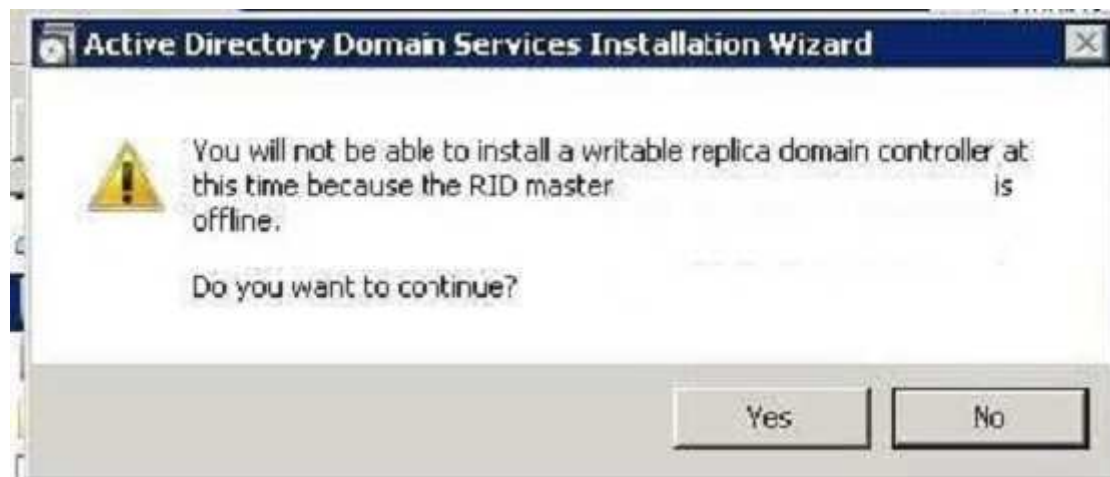 Active Directory Domain Services Installation Wizard
You will not be able to install a writable replica domain controller at
this time because the RID master is
offline.
Do you want to continue?
Yes
No